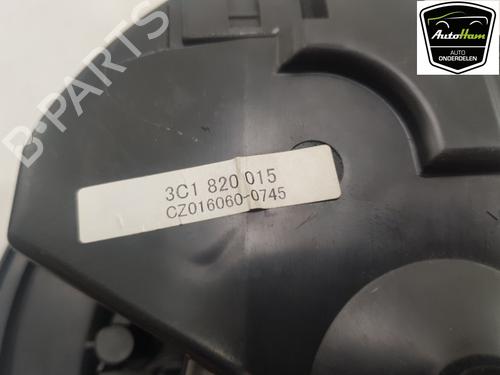 AutoHam
AUTO
ONDERDELEN
B-PARTS
3C1 820 015
CZ016060-0745